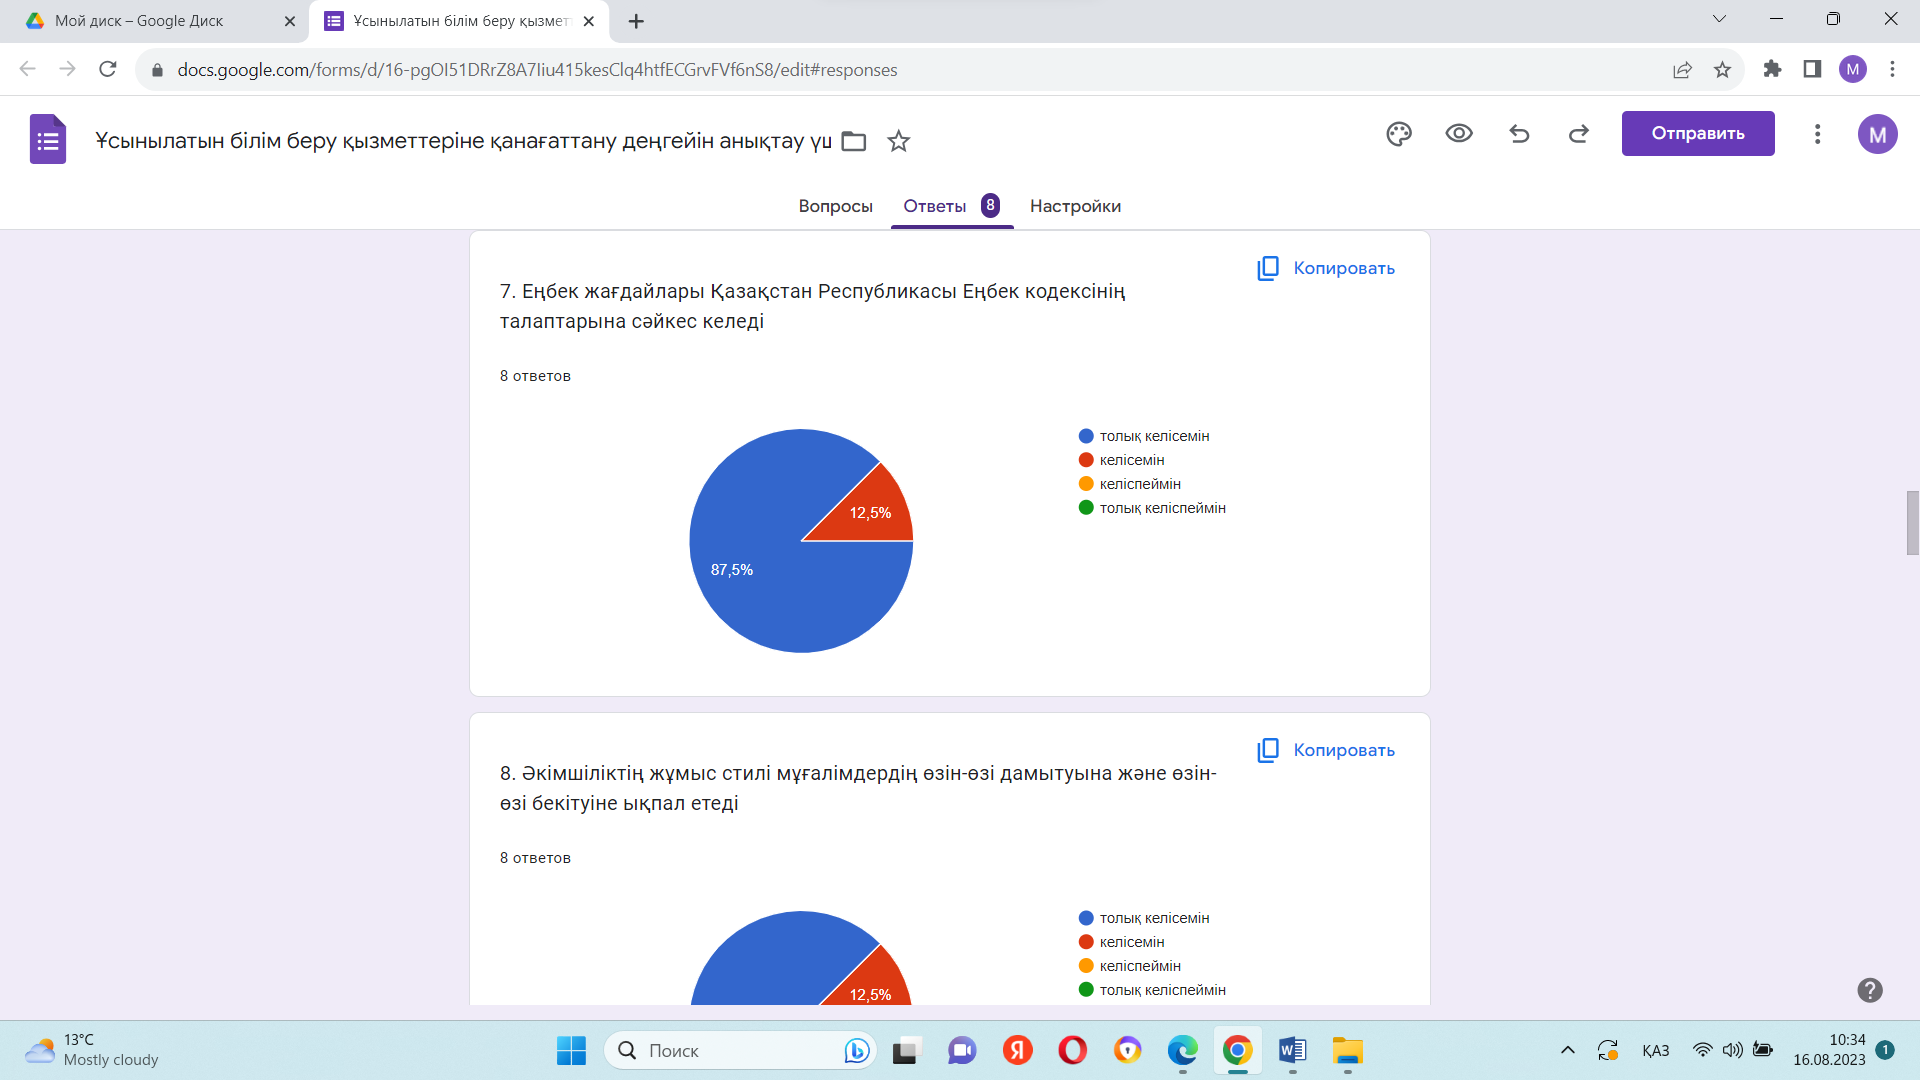 Мой диск – Google Диск
Ұсынылатын білім беру қызметт
docs.google.com/forms/d/16-pgOI51DRrZ8A7Iiu415kesClq4htfECGrvFVf6nS8/edit#responses
M
Ұсынылатын білім беру қызметтеріне қанағаттану деңгейін анықтау үш
Отправить
M
Вопросы
Ответы 8
Настройки
Копировать
7. Еңбек жағдайлары Қазақстан Республикасы Еңбек кодексінің
талаптарына сәйкес келеді
8 ответов
толық келісемін
келісемін
келіспеймін
толық келіспеймін
12,5%
87,5%
Копировать
8. Әкімшіліктің жұмыс стилі мұғалімдердің өзін-өзі дамытуына және өзін-
өзі бекітуіне ықпал етеді
8 ответов
толық келісемін
келісемін
келіспеймін
толық келіспеймін
12,5%
13°C
Mostly cloudy
Поиск
ҚАЗ
10:34
16.08.2023
1